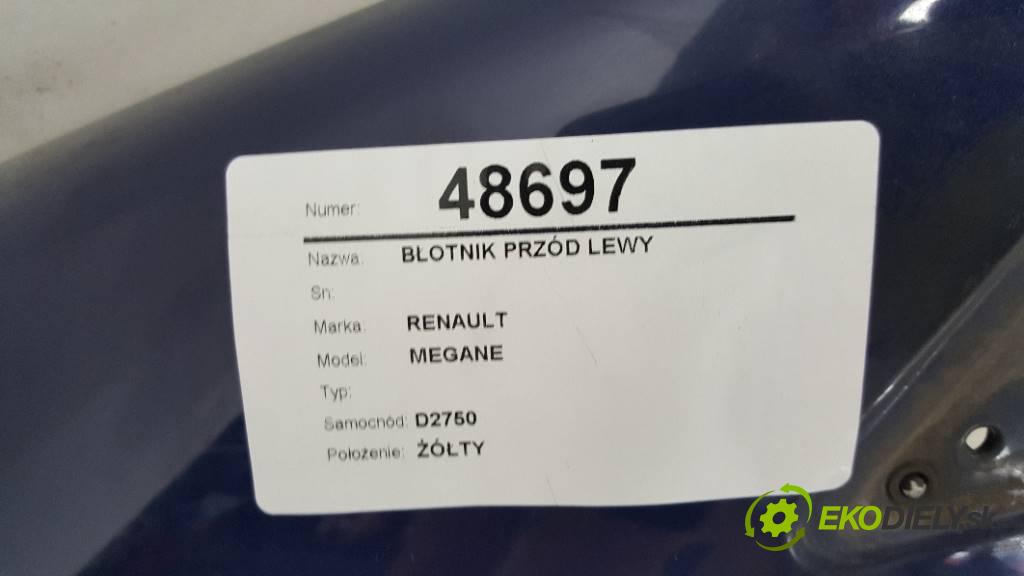 Numer: 48697
Nazwa: BŁOTNIK PRZÓD LEWY
Sn:
Marka: RENAULT
Model: MEGANE
Typ:
Samochód: D2750
Położenie: ŻÓŁTY
EKODIELY.sk